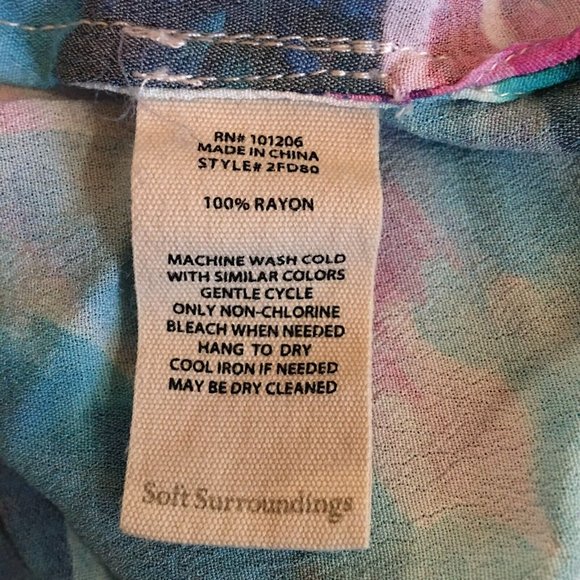 RN# 101206
MADE IN CHINA
STYLE# 2FD80
100% RAYON
MACHINE WASH COLD
WITH SIMILAR COLORS
GENTLE CYCLE
ONLY NON-CHLORINE
BLEACH WHEN NEEDED
HANG TO DRY
COOL IRON IF NEEDED
MAY BE DRY CLEANED
Soft Surroundings